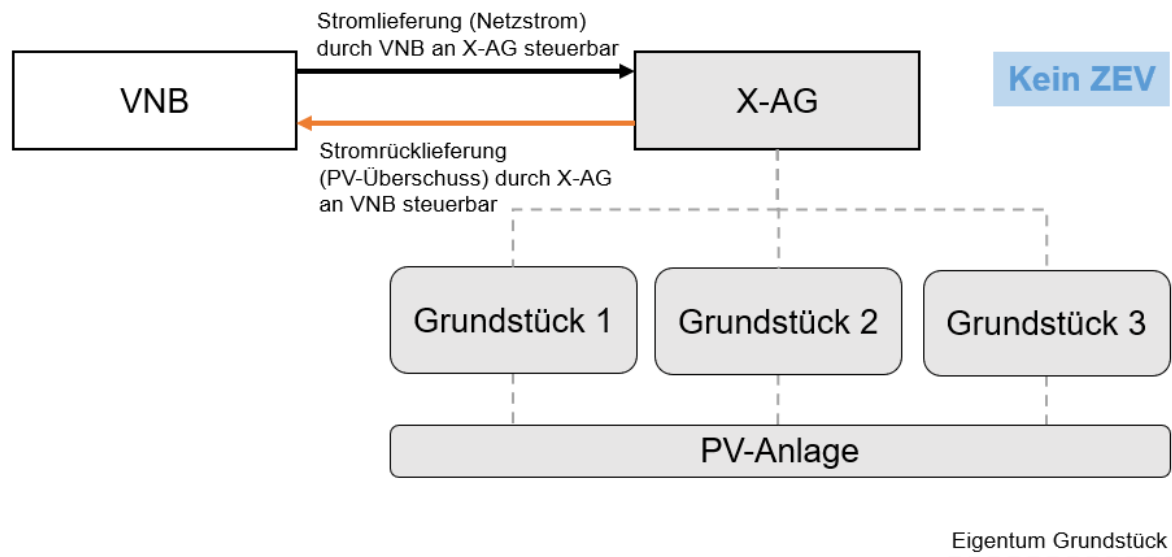 Stromlieferung (Netzstrom)
durch VNB an X-AG steuerbar
VNB
X-AG
Kein ZEV
Stromrücklieferung
(PV-Überschuss) durch X-AG
an VNB steuerbar
Grundstück 1
Grundstück 2
Grundstück 3
PV-Anlage
Eigentum Grundstück